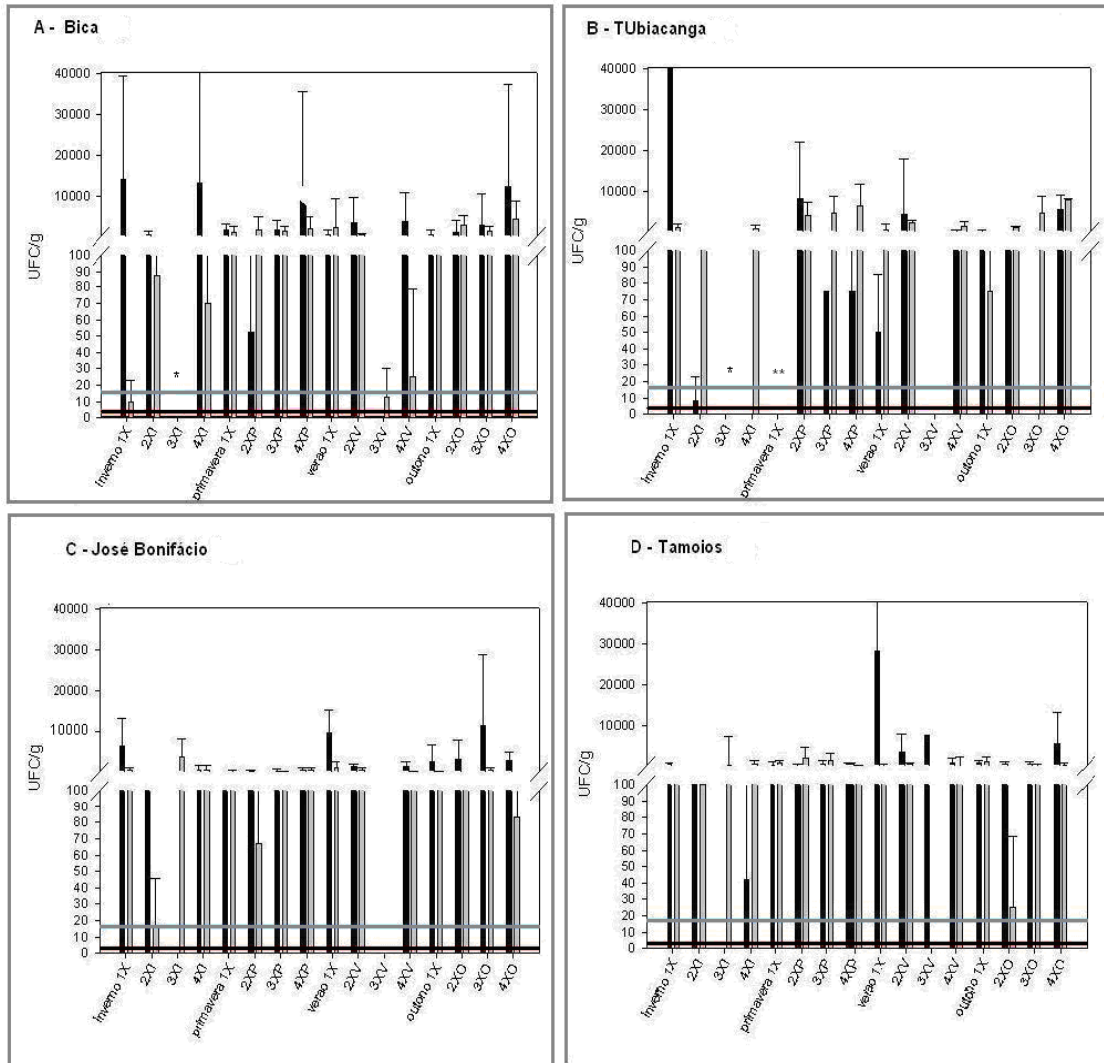 A - Bica
40000
30000
20000
10000
100
90
80
70
60
50
40
30
20
10
0
UFC/g
*
Inverno 1X
2XI
3XI
4XI
primavera 1X
2XP
3XP
4XP
verao 1X
2XV
3XV
4XV
outono 1X
2XO
3XO
4XO
B - TUbiacanga
40000
30000
20000
10000
100
90
80
70
60
50
40
30
20
10
0
UFC/g
*
**
Inverno 1X
2XI
3XI
4XI
primavera 1X
2XP
3XP
4XP
verao 1X
2XV
3XV
4XV
outono 1X
2XO
3XO
4XO
C - José Bonifácio
40000
30000
20000
10000
100
90
80
70
60
50
40
30
20
10
0
UFC/g
Inverno 1X
2XI
3XI
4XI
primavera 1X
2XP
3XP
4XP
verao 1X
2XV
3XV
4XV
outono 1X
2XO
3XO
4XO
D - Tamoios
40000
30000
20000
10000
100
90
80
70
60
50
40
30
20
10
0
UFC/g
Inverno 1X
2XI
3XI
4XI
primavera 1X
2XP
3XP
4XP
verao 1X
2XV
3XV
4XV
outono 1X
2XO
3XO
4XO